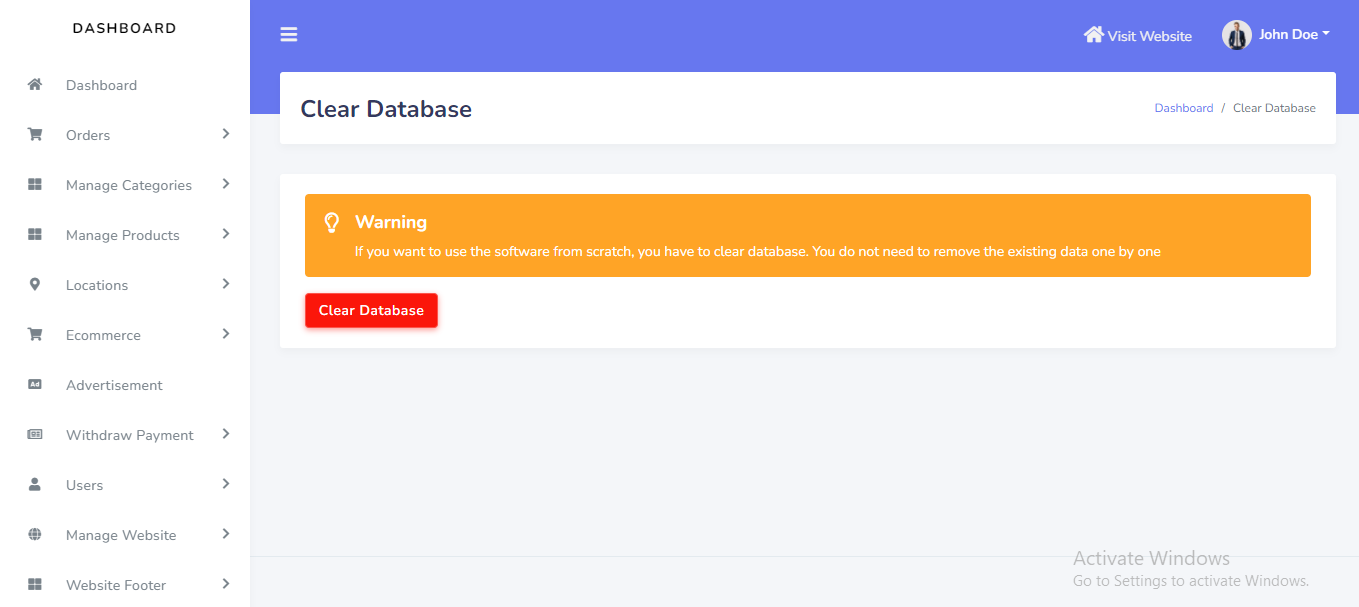 DASHBOARD
Dashboard
Orders
Manage Categories
Manage Products
Locations
Ecommerce
Ad
Advertisement
Withdraw Payment
Users
Manage Website
Website Footer
Visit Website
John Doe
Clear Database
Dashboard / Clear Database
Warning
If you want to use the software from scratch, you have to clear database. You do not need to remove the existing data one by one
Clear Database
Activate Windows
Go to Settings to activate Windows.